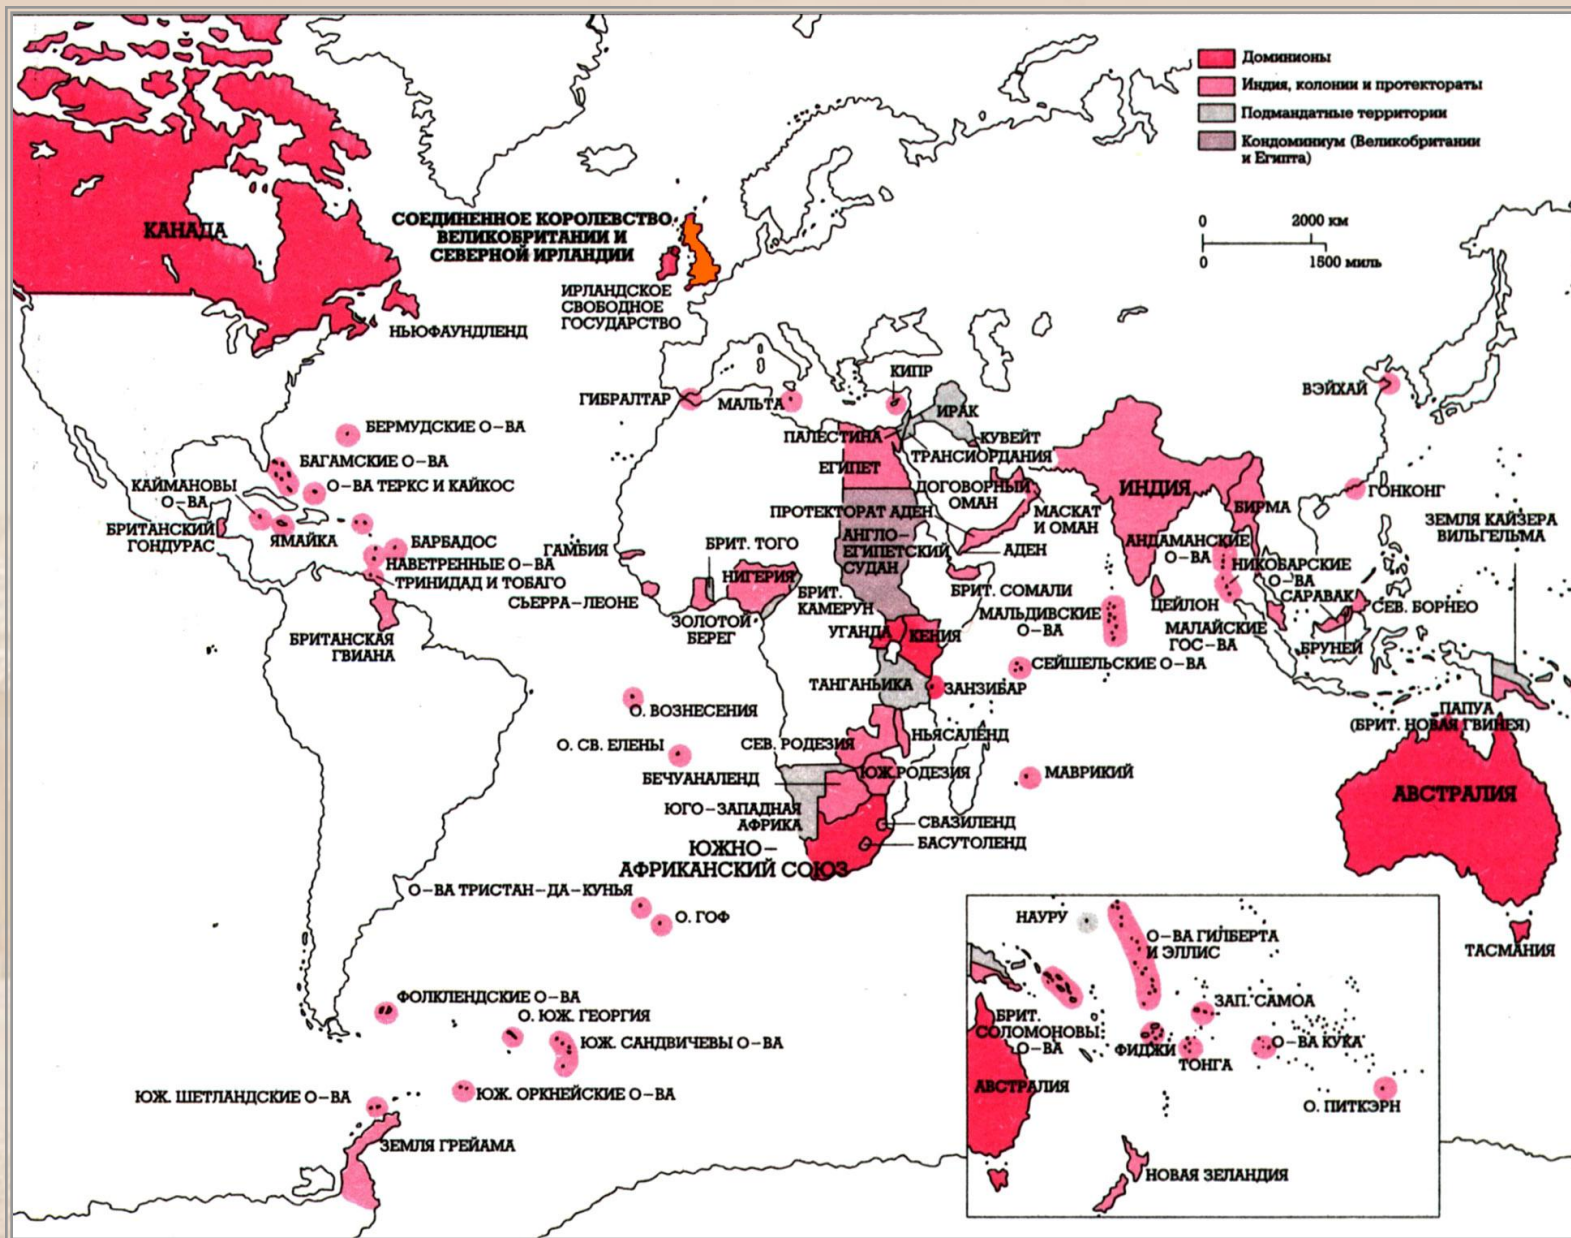 Доминионы
Индия, колонии и протектораты
Подмандатные территории
Кондоминиум (Великобритании
и Египта)
0 2000 км
0 1500 миль
КАНАДА
СОЕДИНЕННОЕ КОРОЛЕВСТВО
ВЕЛИКОБРИТАНИИ И
СЕВЕРНОЙ ИРЛАНДИИ
ИРЛАНДСКОЕ
СВОБОДНОЕ
ГОСУДАРСТВО
НЬЮФАУНДЛЕНД
ГИБРАЛТАР
МАЛЬТА
КИПР
ИРАК
ВЭЙХАЙ
БЕРМУДСКИЕ О-ВА
БАГАМСКИЕ О-ВА
КАЙМАНОВЫ
О-ВА
О-ВА ТЕРКС И КАЙКОС
БРИТАНСКИЙ
ГОНДУРАС
ЯМАЙКА
БАРБАДОС
НАВЕТРЕННЫЕ О-ВА
ТРИНИДАД И ТОБАГО
БРИТАНСКАЯ
ГВИАНА
ПАЛЕСТИНА
КУВЕЙТ
ТРАНСИОРДАНИЯ
ЕГИПЕТ
ДОГОВОРНЫЙ
ОМАН
ПРОТЕКТОРАТ АДЕН
МАСКАТ
И ОМАН
АДЕН
АНГЛО-
ЕГИПЕТСКИЙ
СУДАН
ИНДИЯ
БИРМА
ГОНКОНГ
ЗЕМЛЯ КАЙЗЕРА
ВИЛЬГЕЛЬМА
АНДАМАНСКИЕ
О-ВА
НИКОБАРСКИЕ
О-ВА
САРАВАК
СЕВ. БОРНЕО
ЦЕЙЛОН
МАЛАЙСКИЕ
ГОС-ВА
БРУНЕЙ
ГАМБИЯ
БРИТ. ТОГО
НИГЕРИЯ
СЬЕРРА-ЛЕОНЕ
ЗОЛОТОЙ
БЕРЕГ
БРИТ.
КАМЕРУН
БРИТ. СОМАЛИ
МАЛЬДИВСКИЕ
О-ВА
УГАНДА
КЕНИЯ
СЕЙШЕЛЬСКИЕ О-ВА
ТАНГАНЬИКА
ЗАНЗИБАР
О. ВОЗНЕСЕНИЯ
О. СВ. ЕЛЕНЫ
СЕВ. РОДЕЗИЯ
НЬЯСАЛЕНД
БЕЧУАНАЛЕНД
ЮЖ. РОДЕЗИЯ
МАВРИКИЙ
ЮГО-ЗАПАДНАЯ
АФРИКА
СВАЗИЛЕНД
БАСУТОЛЕНД
ЮЖНО-
АФРИКАНСКИЙ СОЮЗ
ПАПУА
(БРИТ. НОВАЯ ГВИНЕЯ)
АВСТРАЛИЯ
ТАСМАНИЯ
О-ВА ТРИСТАН-ДА-КУНЬЯ
О. ГОФ
ФОЛКЛЕНДСКИЕ О-ВА
О. ЮЖ. ГЕОРГИЯ
ЮЖ. САНДВИЧЕВЫ О-ВА
ЮЖ. ОРКНЕЙСКИЕ О-ВА
ЮЖ. ШЕТЛАНДСКИЕ О-ВА
ЗЕМЛЯ ГРЕЙАМА
НАУРУ
О-ВА ГИЛБЕРТА
И ЭЛЛИС
ЗАП. САМОА
БРИТ.
СОЛОМОНОВЫ
О-ВА
ФИДЖИ
ТОНГА
О-ВА КУКА
О. ПИТКЭРН
АВСТРАЛИЯ
НОВАЯ ЗЕЛАНДИЯ